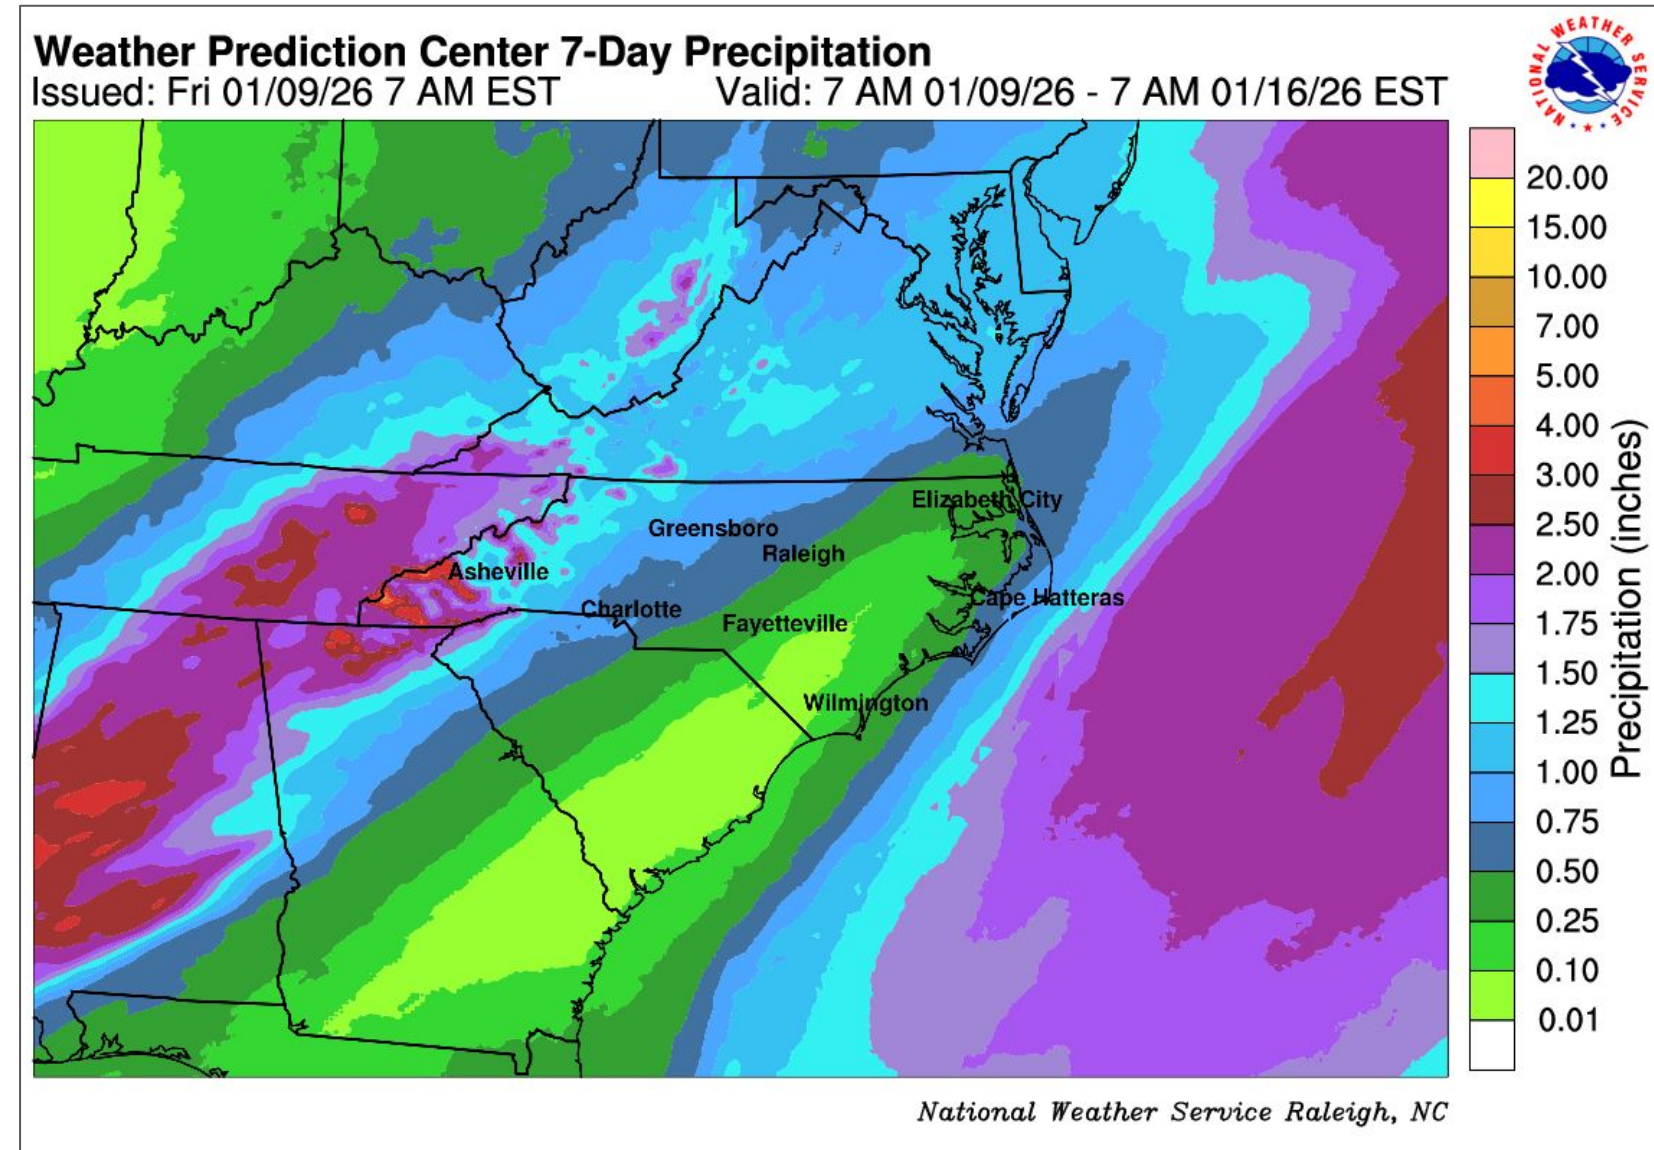 Weather Prediction Center 7-Day Precipitation
Issued: Fri 01/09/26 7 AM EST
Valid: 7 AM 01/09/26 - 7 AM 01/16/26 EST
NATIONAL WEATHER SERVICE
Elizabeth City
Greensboro
Raleigh
Asheville
Cape Hatteras
Charlotte
Fayetteville
Wilmington
20.00
15.00
10.00
7.00
5.00
4.00
3.00
2.50
2.00
1.75
1.50
1.25
1.00
0.75
0.50
0.25
0.10
0.01
Precipitation (inches)
National Weather Service Raleigh, NC